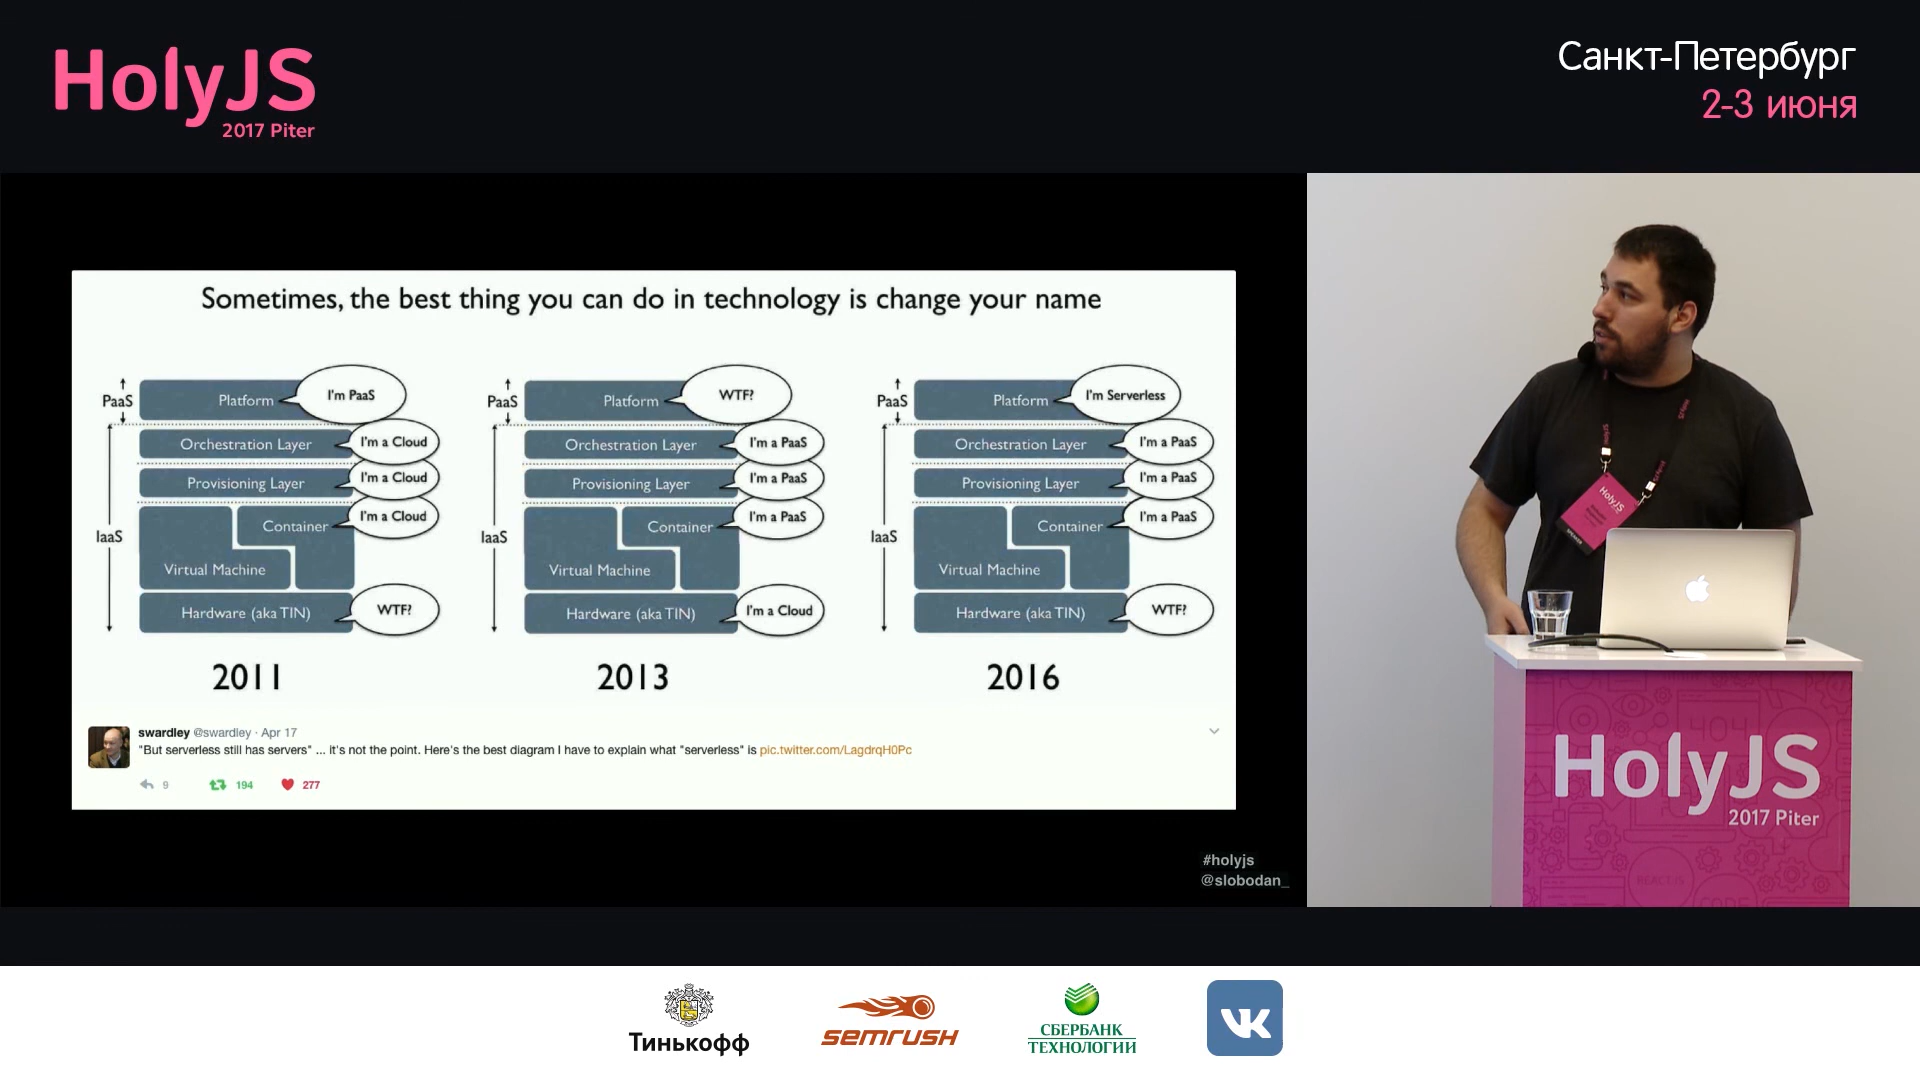 HolyJS
2017 Piter
Санкт-Петербург
2-3 июня
Sometimes, the best thing you can do in technology is change your name
PaaS
Platform
I'm PaaS
Orchestration Layer
I'm a Cloud
Provisioning Layer
I'm a Cloud
Container
I'm a Cloud
IaaS
Virtual Machine
Hardware (aka TIN)
WTF?
2011
PaaS
Platform
WTF?
Orchestration Layer
I'm a PaaS
Provisioning Layer
I'm a PaaS
Container
I'm a PaaS
IaaS
Virtual Machine
Hardware (aka TIN)
I'm a Cloud
2013
PaaS
Platform
I'm Serverless
Orchestration Layer
I'm a PaaS
Provisioning Layer
I'm a PaaS
Container
I'm a PaaS
IaaS
Virtual Machine
Hardware (aka TIN)
WTF?
2016
swardley @swardley · Apr 17
"But serverless still has servers" ... it's not the point. Here's the best diagram I have to explain what "serverless" is pic.twitter.com/LagdrqH0Pc
9 194 277
#holyjs
@slobodan_
HolyJS
HolyJS
2017 Piter
Тинькофф
semrush
СБЕРБАНК
ТЕХНОЛОГИИ
VK